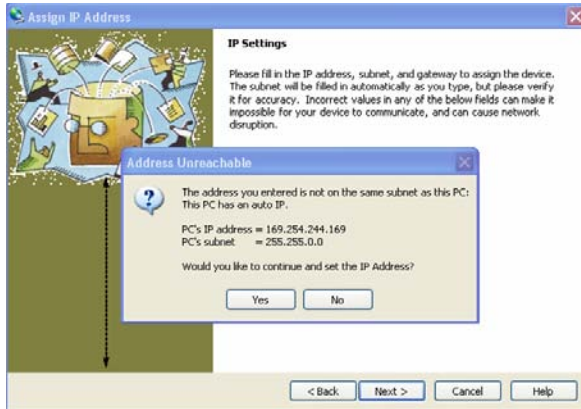 Assign IP Address
IP Settings
Please fill in the IP address, subnet, and gateway to assign the device.
The subnet will be filled in automatically as you type, but please verify
it for accuracy. Incorrect values in any of the below fields can make it
impossible for your device to communicate, and can cause network
disruption.
Address Unreachable
The address you entered is not on the same subnet as this PC:
This PC has an auto IP.
PC's IP address = 169.254.244.169
PC's subnet = 255.255.0.0
Would you like to continue and set the IP Address?
Yes No
< Back Next > Cancel Help